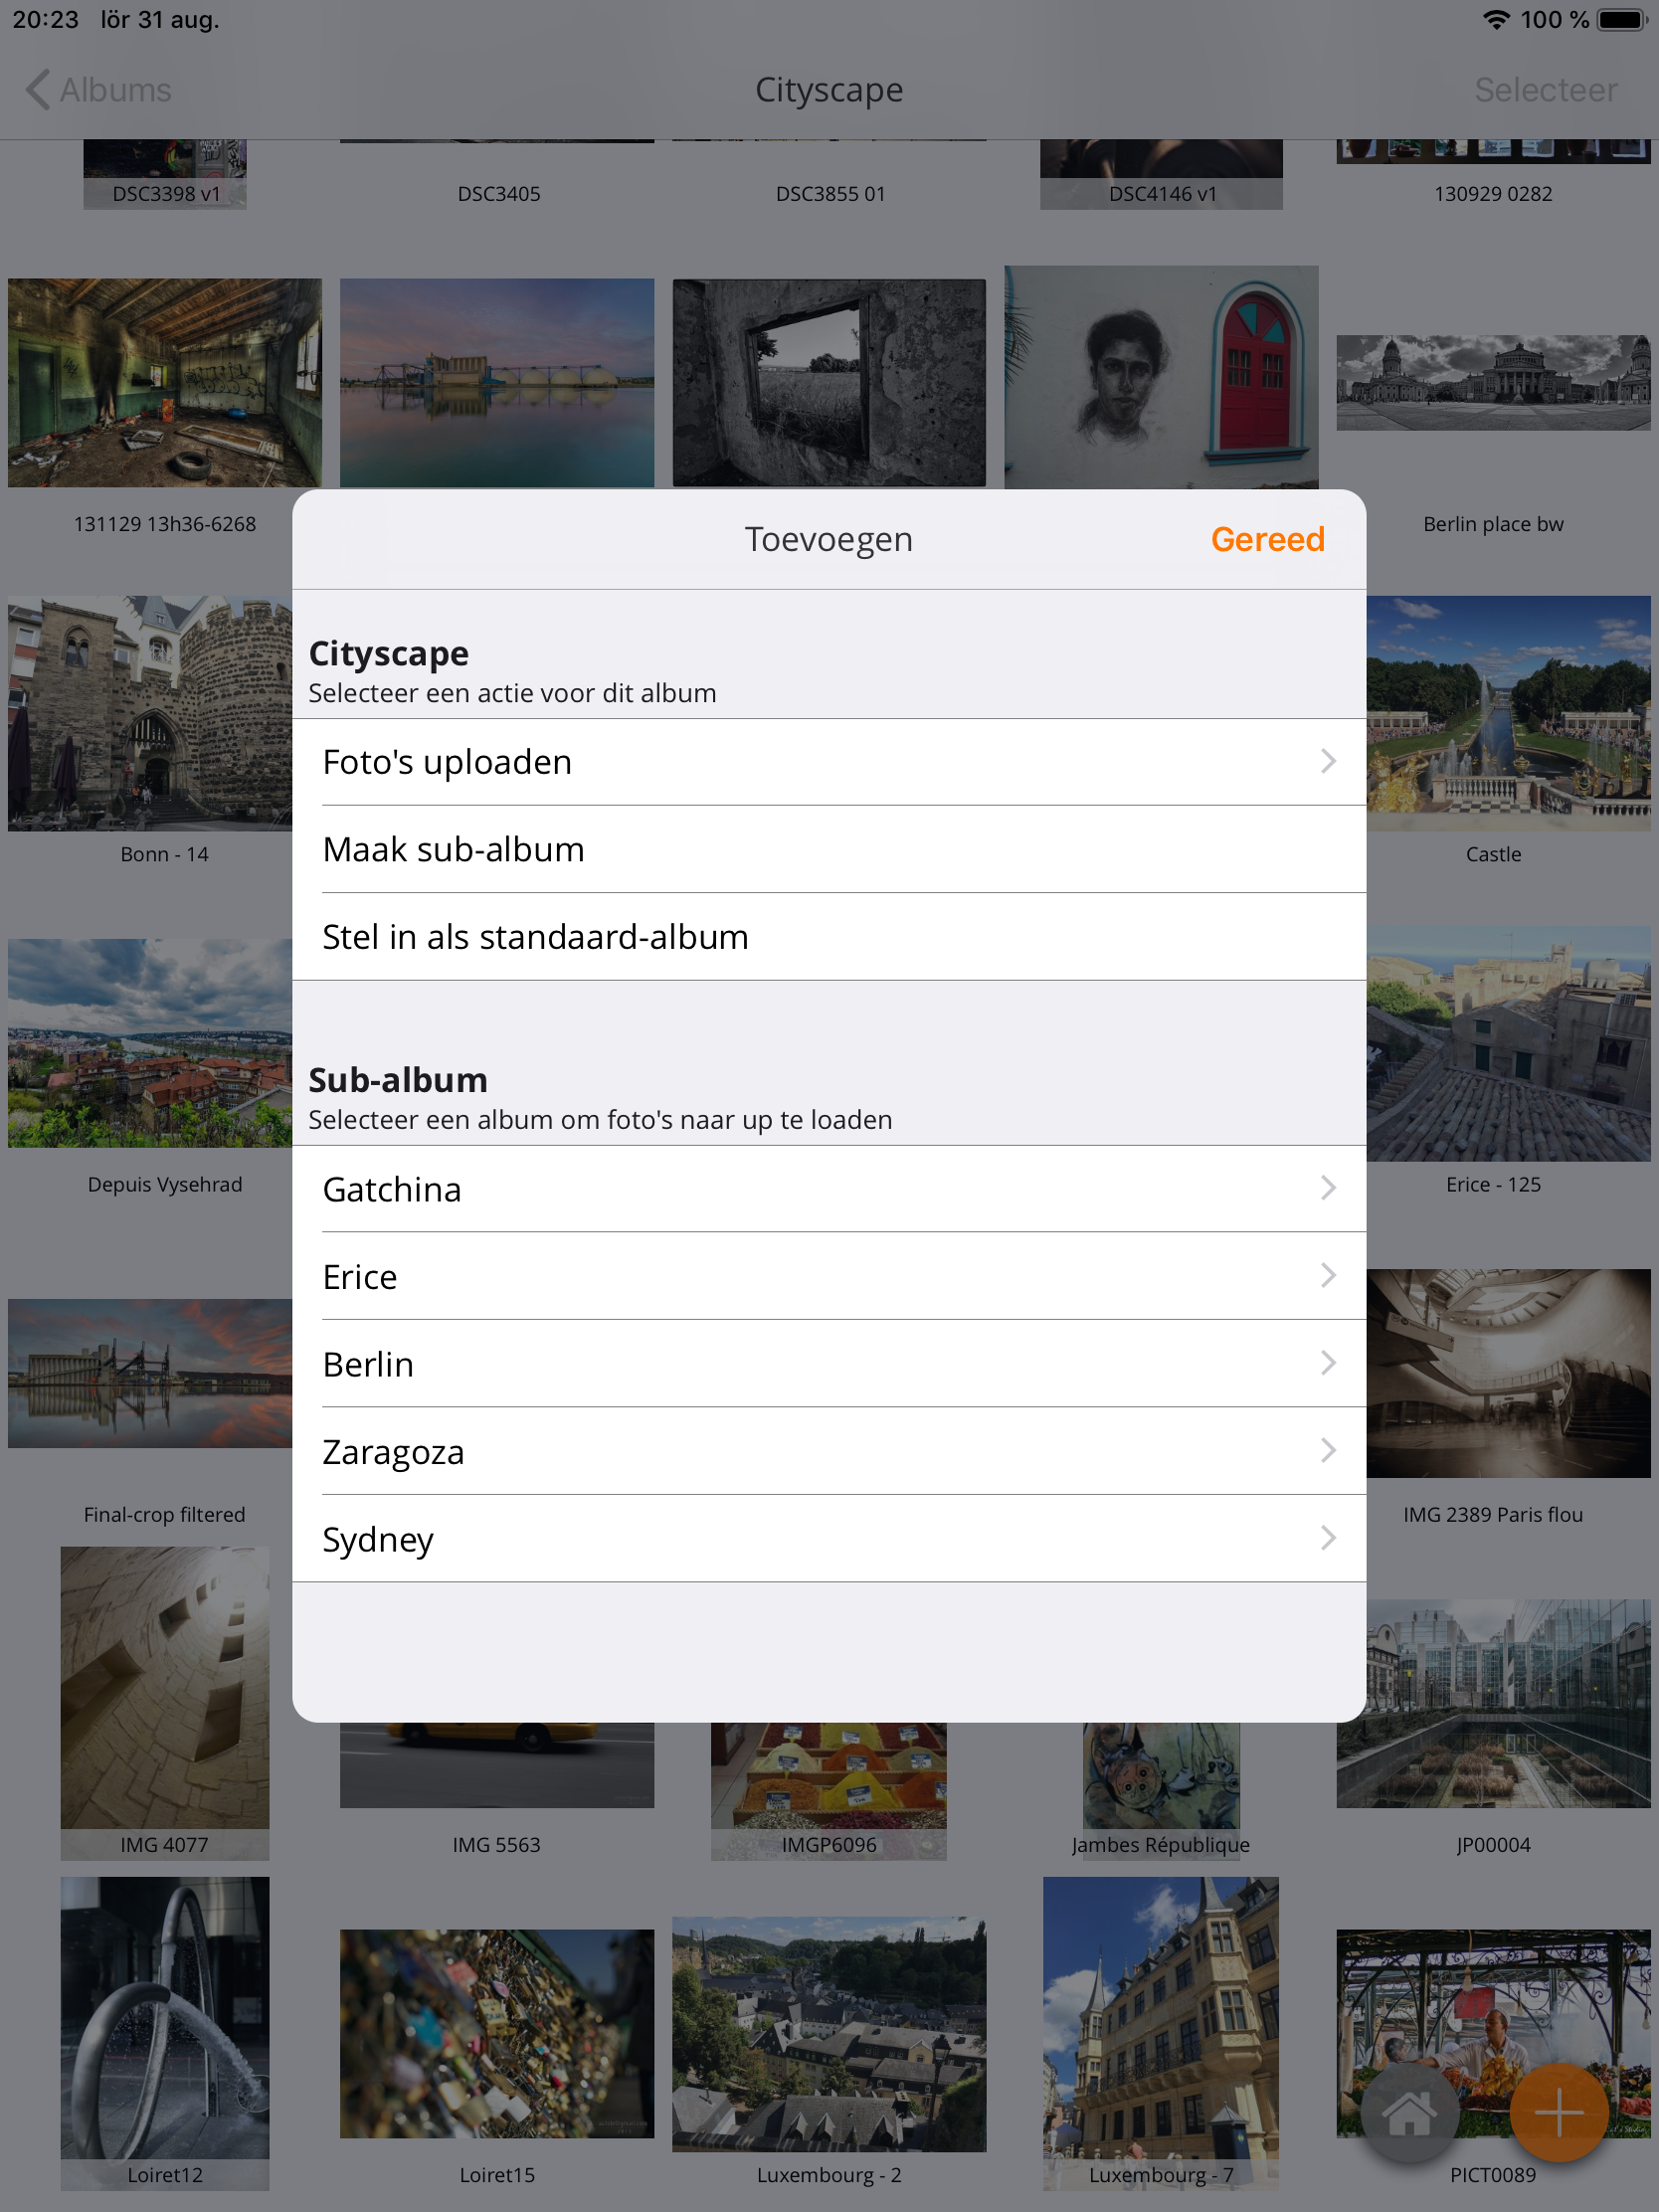 20:23 lör 31 aug.
100 %
Albums
Cityscape
Selecteer
DSC3398 v1
DSC3405
DSC3855 01
DSC4146 v1
130929 0282
131129 13h36-6268
Berlin place bw
Toevoegen
Gereed
Cityscape
Selecteer een actie voor dit album
Foto's uploaden
Maak sub-album
Stel in als standaard-album
Sub-album
Selecteer een album om foto's naar up te loaden
Gatchina
Erice
Berlin
Zaragoza
Sydney
Bonn - 14
Castle
Depuis Vysehrad
Erice - 125
Final-crop filtered
IMG 2389 Paris flou
IMG 4077
IMG 5563
IMGP6096
Jambes République
JP00004
Loiret12
Loiret15
Luxembourg - 2
Luxembourg - 7
PICT0089